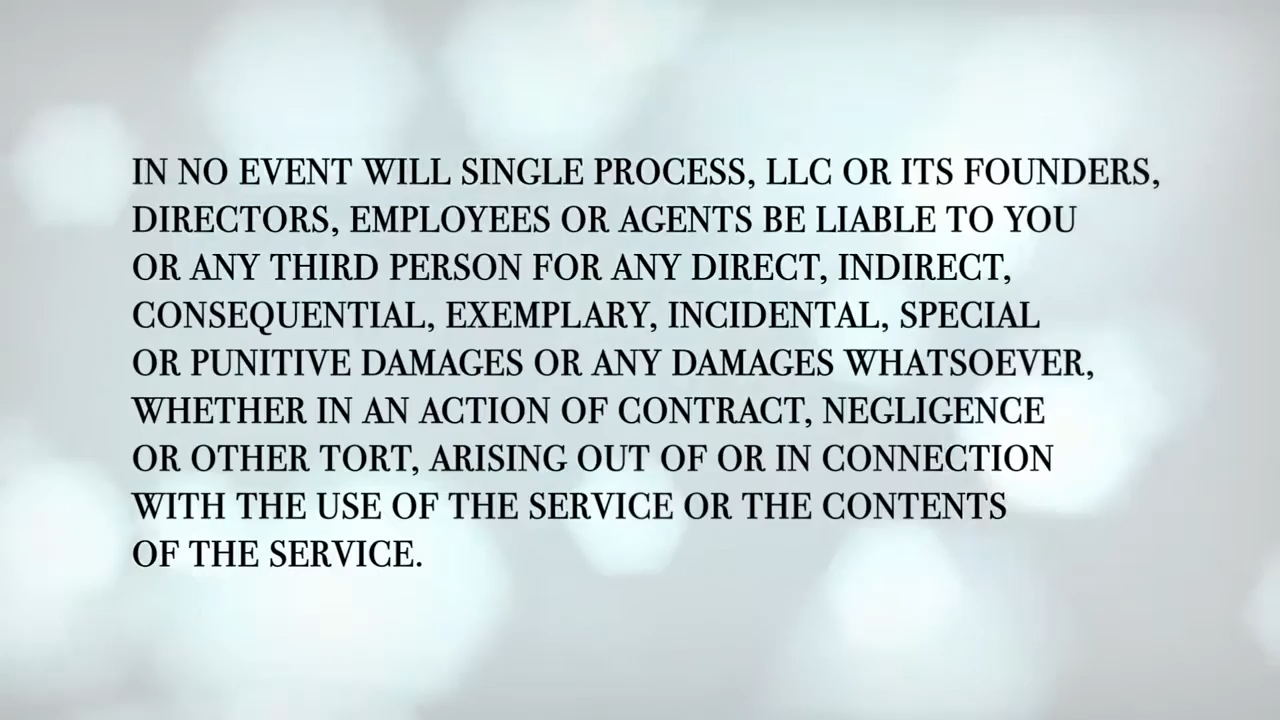 IN NO EVENT WILL SINGLE PROCESS, LLC OR ITS FOUNDERS,
DIRECTORS, EMPLOYEES OR AGENTS BE LIABLE TO YOU
OR ANY THIRD PERSON FOR ANY DIRECT, INDIRECT,
CONSEQUENTIAL, EXEMPLARY, INCIDENTAL, SPECIAL
OR PUNITIVE DAMAGES OR ANY DAMAGES WHATSOEVER,
WHETHER IN AN ACTION OF CONTRACT, NEGLIGENCE
OR OTHER TORT, ARISING OUT OF OR IN CONNECTION
WITH THE USE OF THE SERVICE OR THE CONTENTS
OF THE SERVICE.